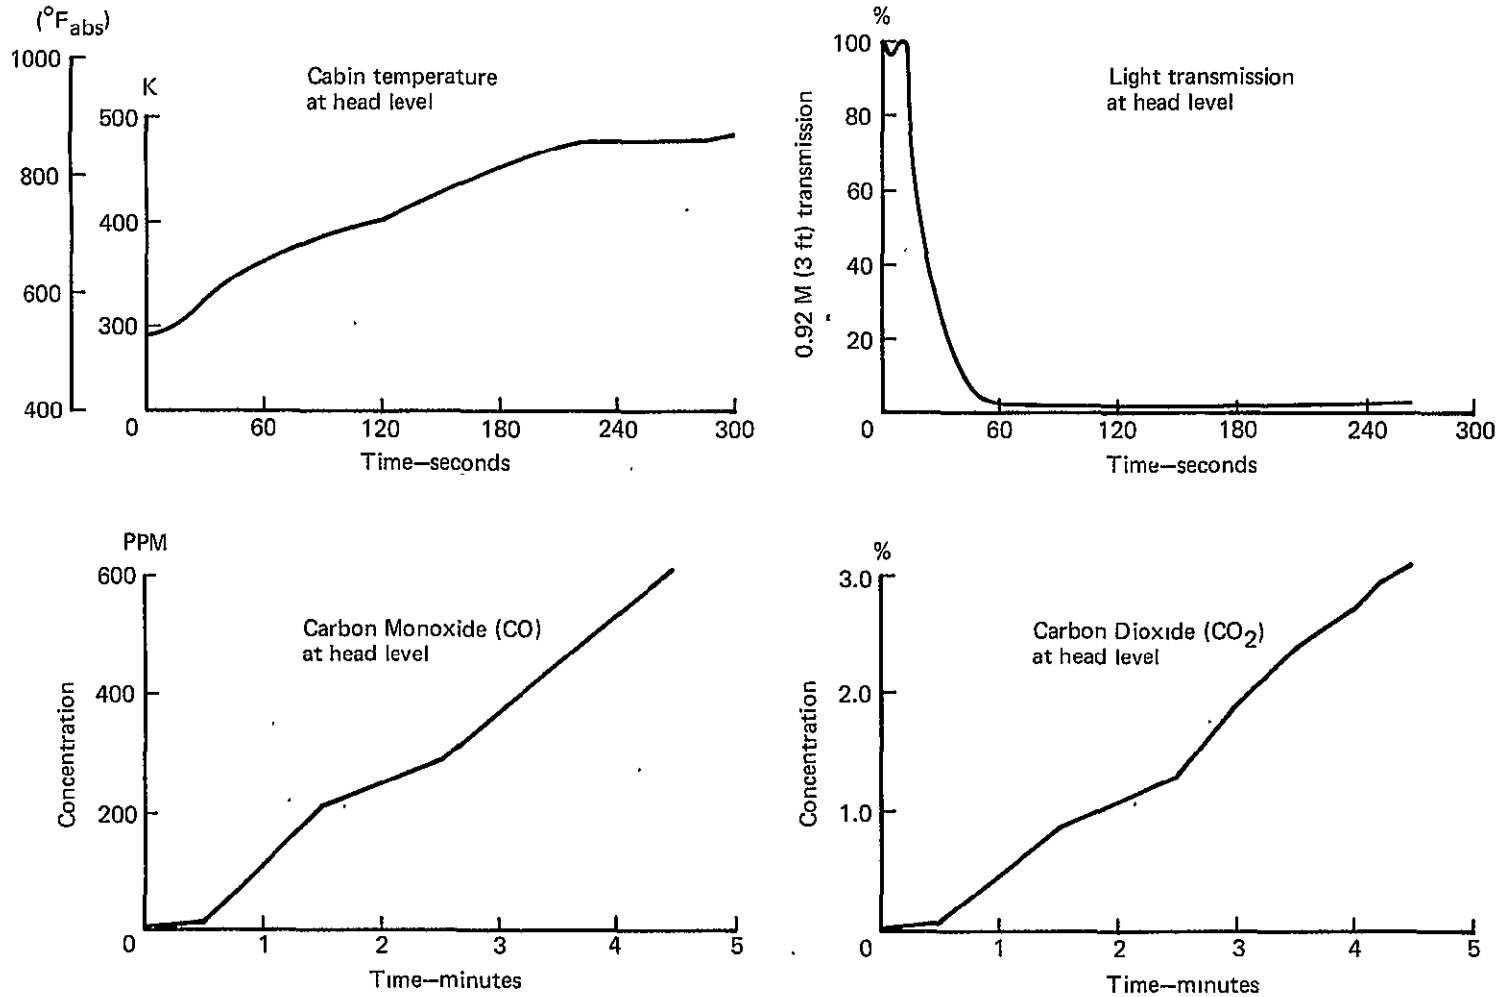 (°Fabs)
1000
800
600
400
K
500
400
300
Cabin temperature
at head level
0 60 120 180 240 300
Time—seconds
%
100
80
60
40
20
0.92 M (3 ft) transmission
Light transmission
at head level
0 60 120 180 240 300
Time—seconds
PPM
600
400
200
Concentration
Carbon Monoxide (CO)
at head level
0 1 2 3 4 5
Time—minutes
%
3.0
2.0
1.0
Concentration
Carbon Dioxide (CO2)
at head level
0 1 2 3 4 5
Time—minutes